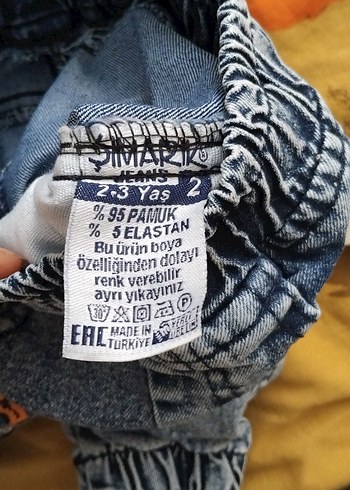 ŞIMARIK®
JEANS
2-3 Yaş 2
% 95 PAMUK
% 5 ELASTAN
Bu ürün boya
özelliğinden dolayı
renk verebilir
ayrı yıkayınız
EAC MADE IN
TÜRKİYE